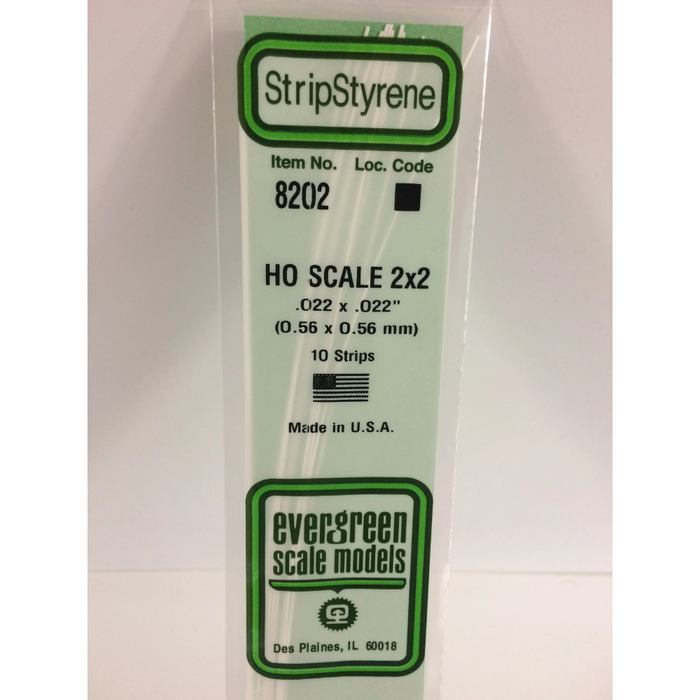 StripStyrene
Item No. Loc. Code
8202
HO SCALE 2x2
.022 x .022"
(0.56 x 0.56 mm)
10 Strips
Made in U.S.A.
evergreen
scale models
Des Plaines, IL 60018